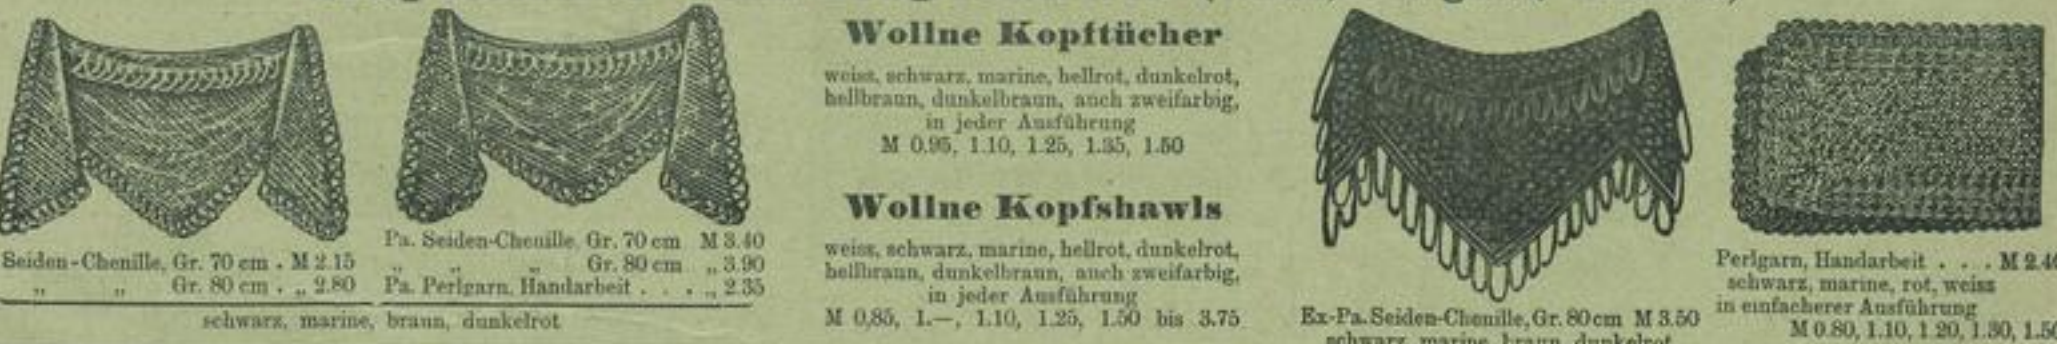 Seiden-Chenille, Gr. 70 cm . M 2.15
„ „ Gr. 80 cm . „ 2.80
Pa. Seiden-Chenille, Gr. 70 cm M 3.40
„ „ „ Gr. 80 cm „ 3.90
Pa. Perlgarn, Handarbeit . . . „ 2.35
schwarz, marine, braun, dunkelrot
Wollne Kopftücher
weiss, schwarz, marine, hellrot, dunkelrot,
hellbraun, dunkelbraun, auch zweifarbig,
in jeder Ausführung
M 0.95, 1.10, 1.25, 1.35, 1.50
Wollne Kopfshawls
weiss, schwarz, marine, hellrot, dunkelrot,
hellbraun, dunkelbraun, auch zweifarbig,
in jeder Ausführung
M 0,85, 1.—, 1.10, 1.25, 1.50 bis 3.75
Ex-Pa. Seiden-Chenille, Gr. 80 cm M 3.50
schwarz, marine, braun, dunkelrot
Perlgarn, Handarbeit . . . M 2.40
schwarz, marine, rot, weiss
in einfacherer Ausführung
M 0.80, 1.10, 1.20, 1.30, 1.50